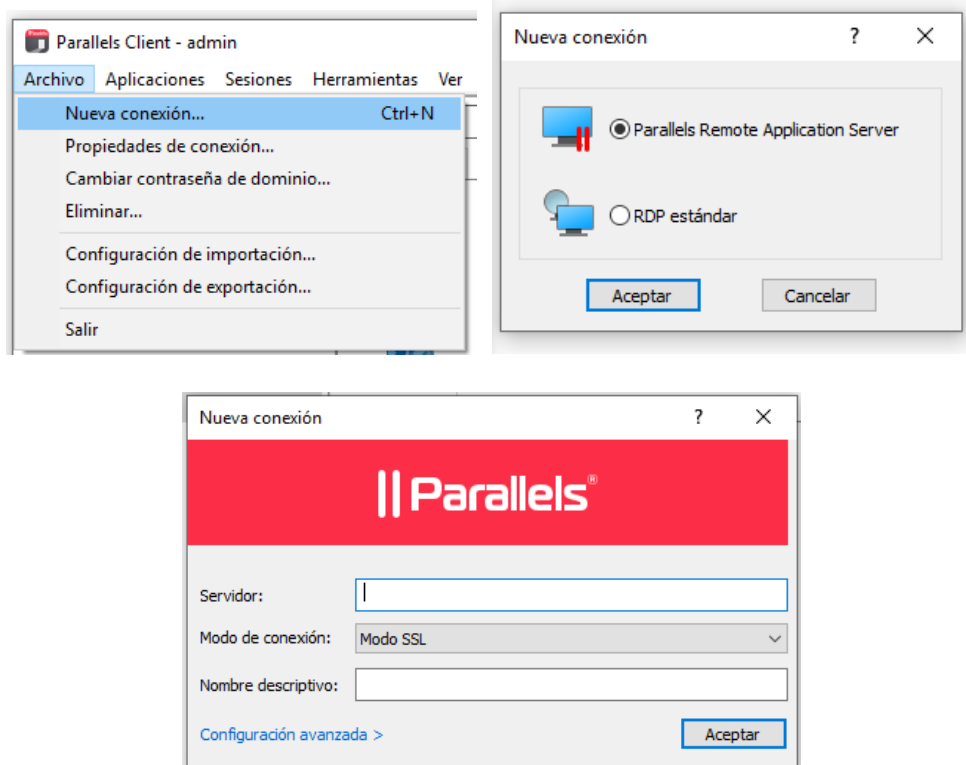 Parallels Client - admin
Archivo Aplicaciones Sesiones Herramientas Ver
Nueva conexión... Ctrl+N
Propiedades de conexión...
Cambiar contraseña de dominio...
Eliminar...
Configuración de importación...
Configuración de exportación...
Salir
Nueva conexión ?
Parallels Remote Application Server
RDP estándar
Aceptar Cancelar
Nueva conexión ?
Parallels®
Servidor:
Modo de conexión: Modo SSL
Nombre descriptivo:
Configuración avanzada > Aceptar